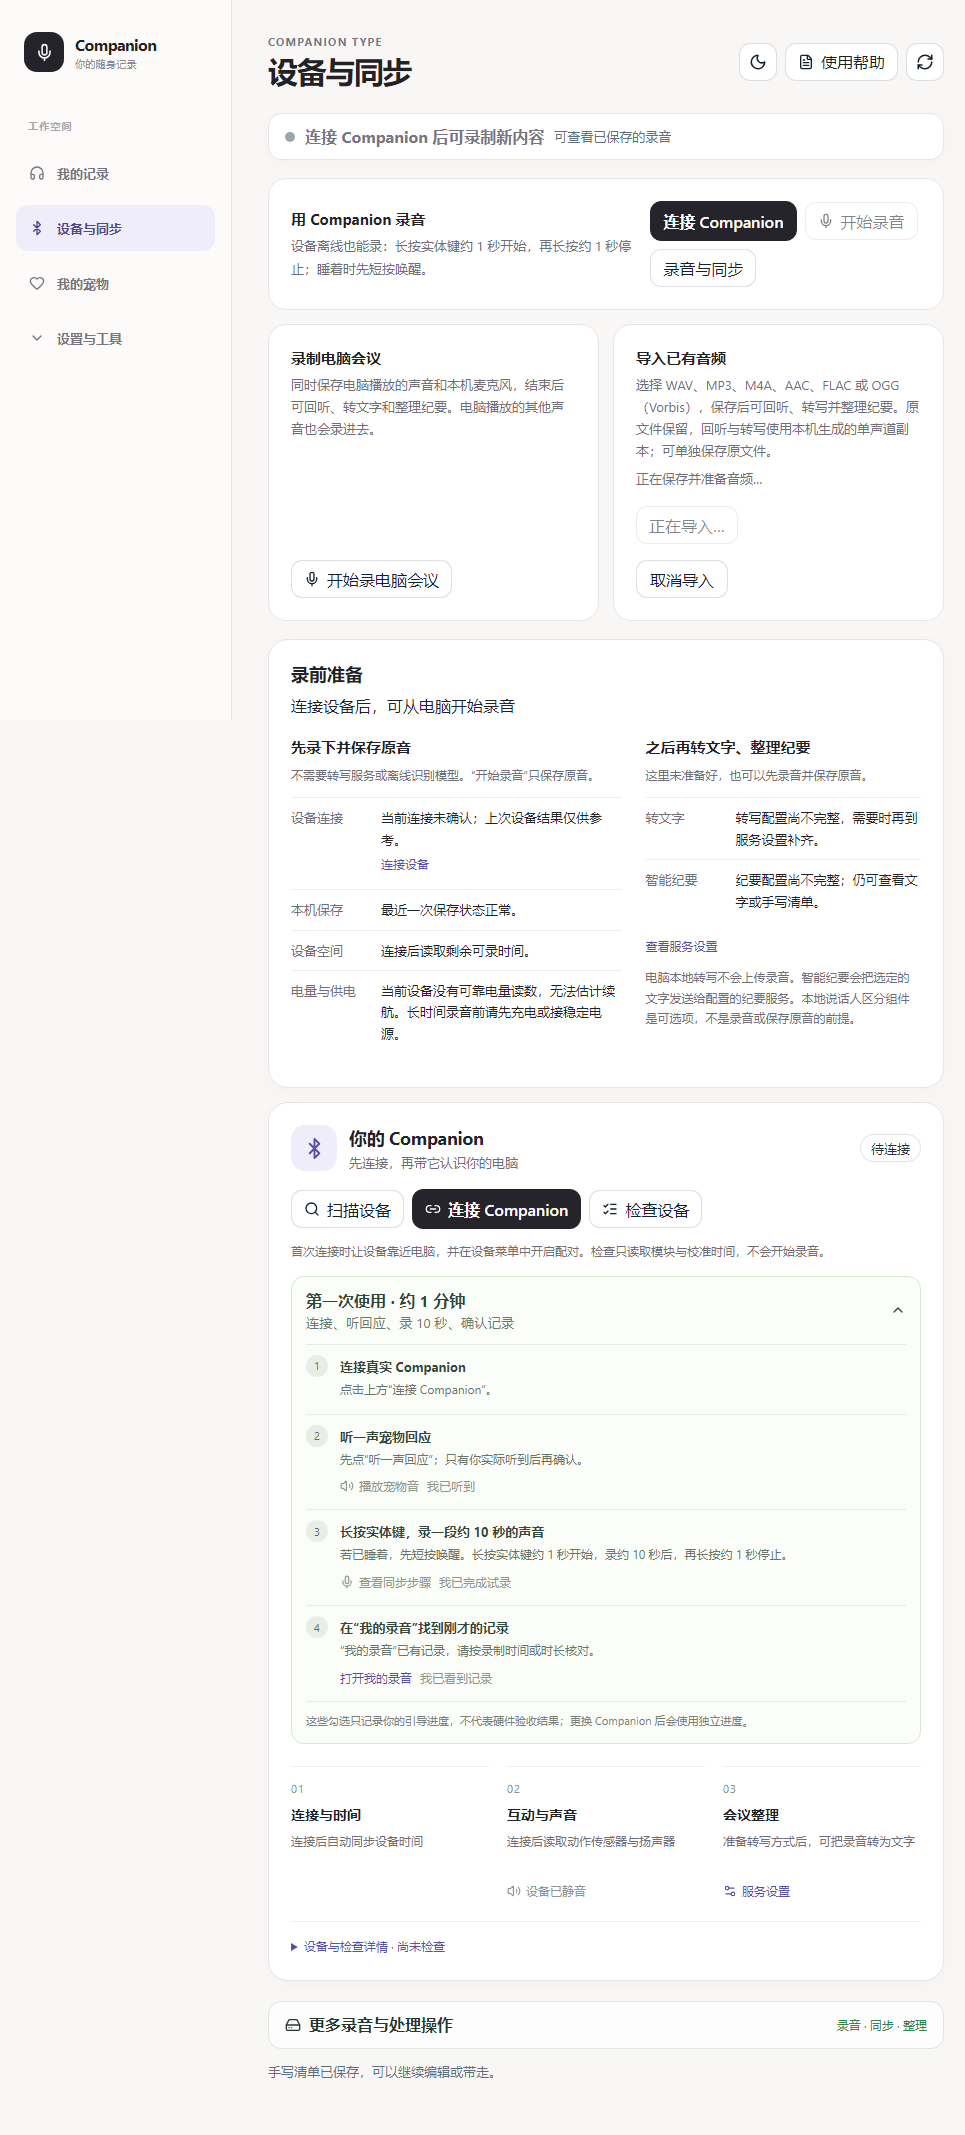 Companion
你的随身记录
工作空间
我的记录
设备与同步
我的宠物
设置与工具
COMPANION TYPE
设备与同步
使用帮助
连接 Companion 后可录制新内容 可查看已保存的录音
用 Companion 录音
设备离线也能录：长按实体键约 1 秒开始，再长按约 1 秒停
止；睡着时先短按唤醒。
连接 Companion
开始录音
录音与同步
录制电脑会议
同时保存电脑播放的声音和本机麦克风，结束后
可回听、转文字和整理纪要。电脑播放的其他声
音也会录进去。
开始录电脑会议
导入已有音频
选择 WAV、MP3、M4A、AAC、FLAC 或 OGG
（Vorbis），保存后可回听、转写并整理纪要。原
文件保留，回听与转写使用本机生成的单声道副
本；可单独保存原文件。
正在保存并准备音频…
正在导入…
取消导入
录前准备
连接设备后，可从电脑开始录音
先录下并保存原音
不需要转写服务或离线识别模型。“开始录音”只保存原音。
设备连接
当前连接未确认；上次设备结果仅供参
考。
连接设备
本机保存
最近一次保存状态正常。
设备空间
连接后读取剩余可录时间。
电量与供电
当前设备没有可靠电量读数，无法估计续
航。长时间录音前请先充电或接稳定电
源。
之后再转文字、整理纪要
这里未准备好，也可以先录音并保存原音。
转文字
转写配置尚不完整，需要时再到
服务设置补齐。
智能纪要
纪要配置尚不完整；仍可查看文
字或手写清单。
查看服务设置
电脑本地转写不会上传录音。智能纪要会把选定的
文字发送给配置的纪要服务。本地说话人区分组件
是可选项，不是录音或保存原音的前提。
你的 Companion
先连接，再带它认识你的电脑
待连接
扫描设备
连接 Companion
检查设备
首次连接时让设备靠近电脑，并在设备菜单中开启配对。检查只读取模块与校准时间，不会开始录音。
第一次使用 · 约 1 分钟
连接、听回应、录 10 秒、确认记录
1
连接真实 Companion
点击上方“连接 Companion”。
2
听一声宠物回应
先点“听一声回应”；只有你实际听到后再确认。
播放宠物音 我已听到
3
长按实体键，录一段约 10 秒的声音
若已睡着，先短按唤醒。长按实体键约 1 秒开始，录约 10 秒后，再长按约 1 秒停止。
查看同步步骤 我已完成试录
4
在“我的录音”找到刚才的记录
“我的录音”已有记录，请按录制时间或时长核对。
打开我的录音 我已看到记录
这些勾选只记录你的引导进度，不代表硬件验收结果；更换 Companion 后会使用独立进度。
01
连接与时间
连接后自动同步设备时间
02
互动与声音
连接后读取动作传感器与扬声器
设备已静音
03
会议整理
准备转写方式后，可把录音转为文字
服务设置
设备与检查详情 · 尚未检查
更多录音与处理操作
录音 · 同步 · 整理
手写清单已保存，可以继续编辑或带走。